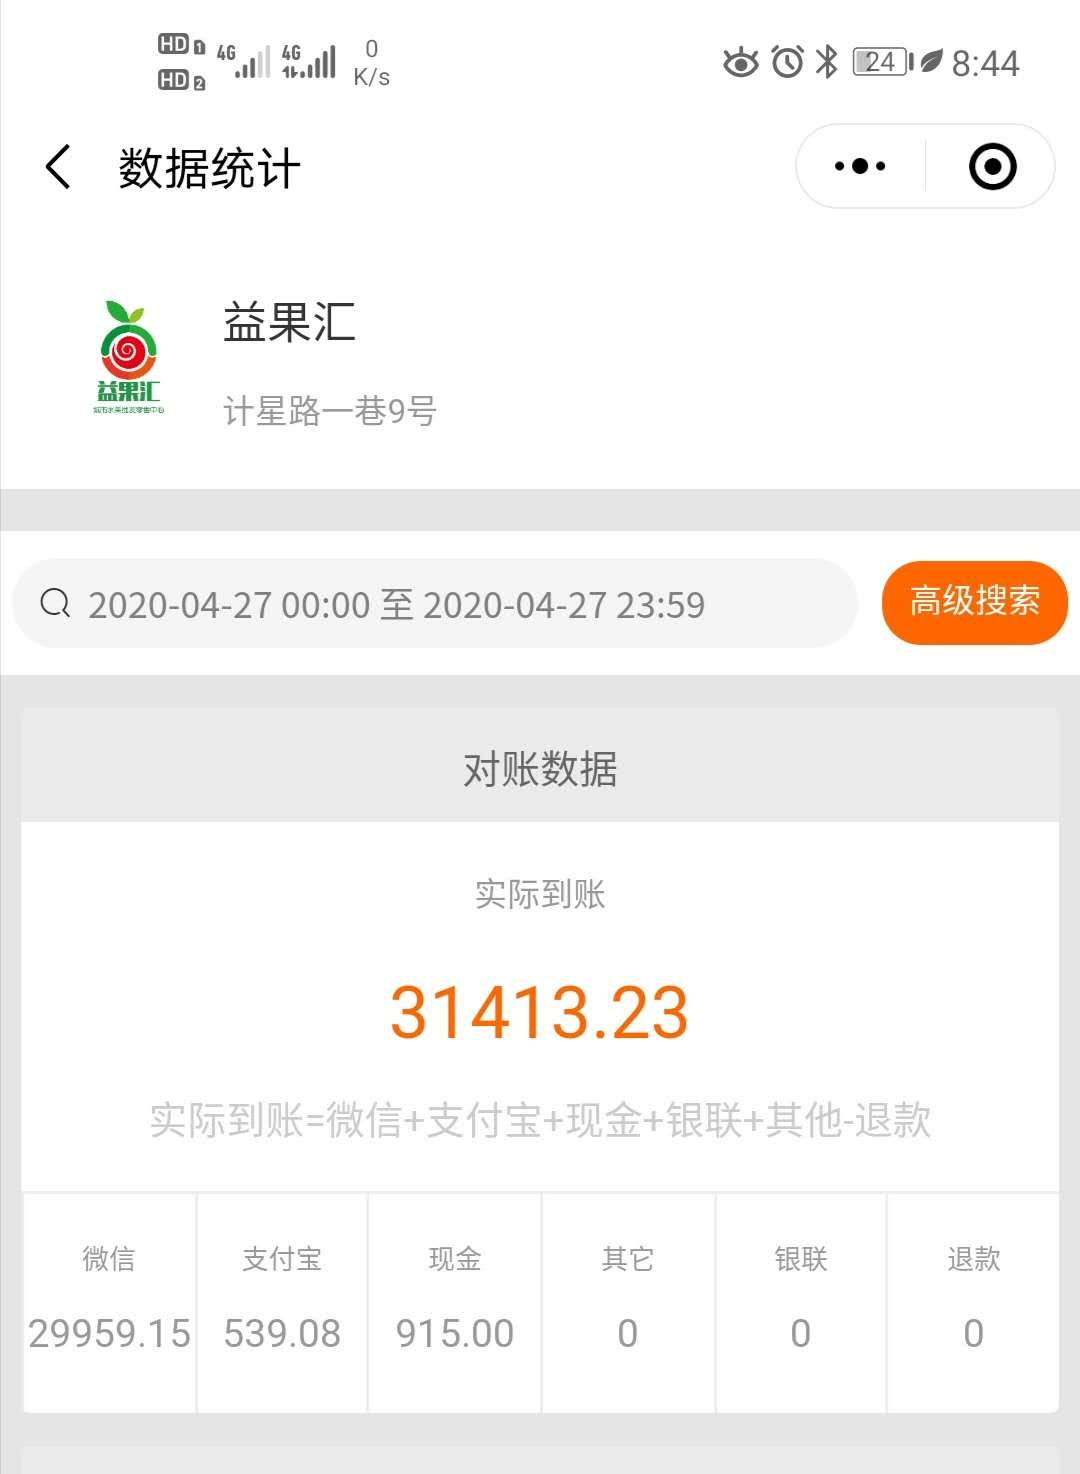 HD 1 4G 4G 0
HD 2 K/s
24 8:44
数据统计
益果汇
益果汇
计星路一巷9号
2020-04-27 00:00 至 2020-04-27 23:59
高级搜索
对账数据
实际到账
31413.23
实际到账=微信+支付宝+现金+银联+其他-退款
微信 支付宝 现金 其它 银联 退款
29959.15 539.08 915.00 0 0 0